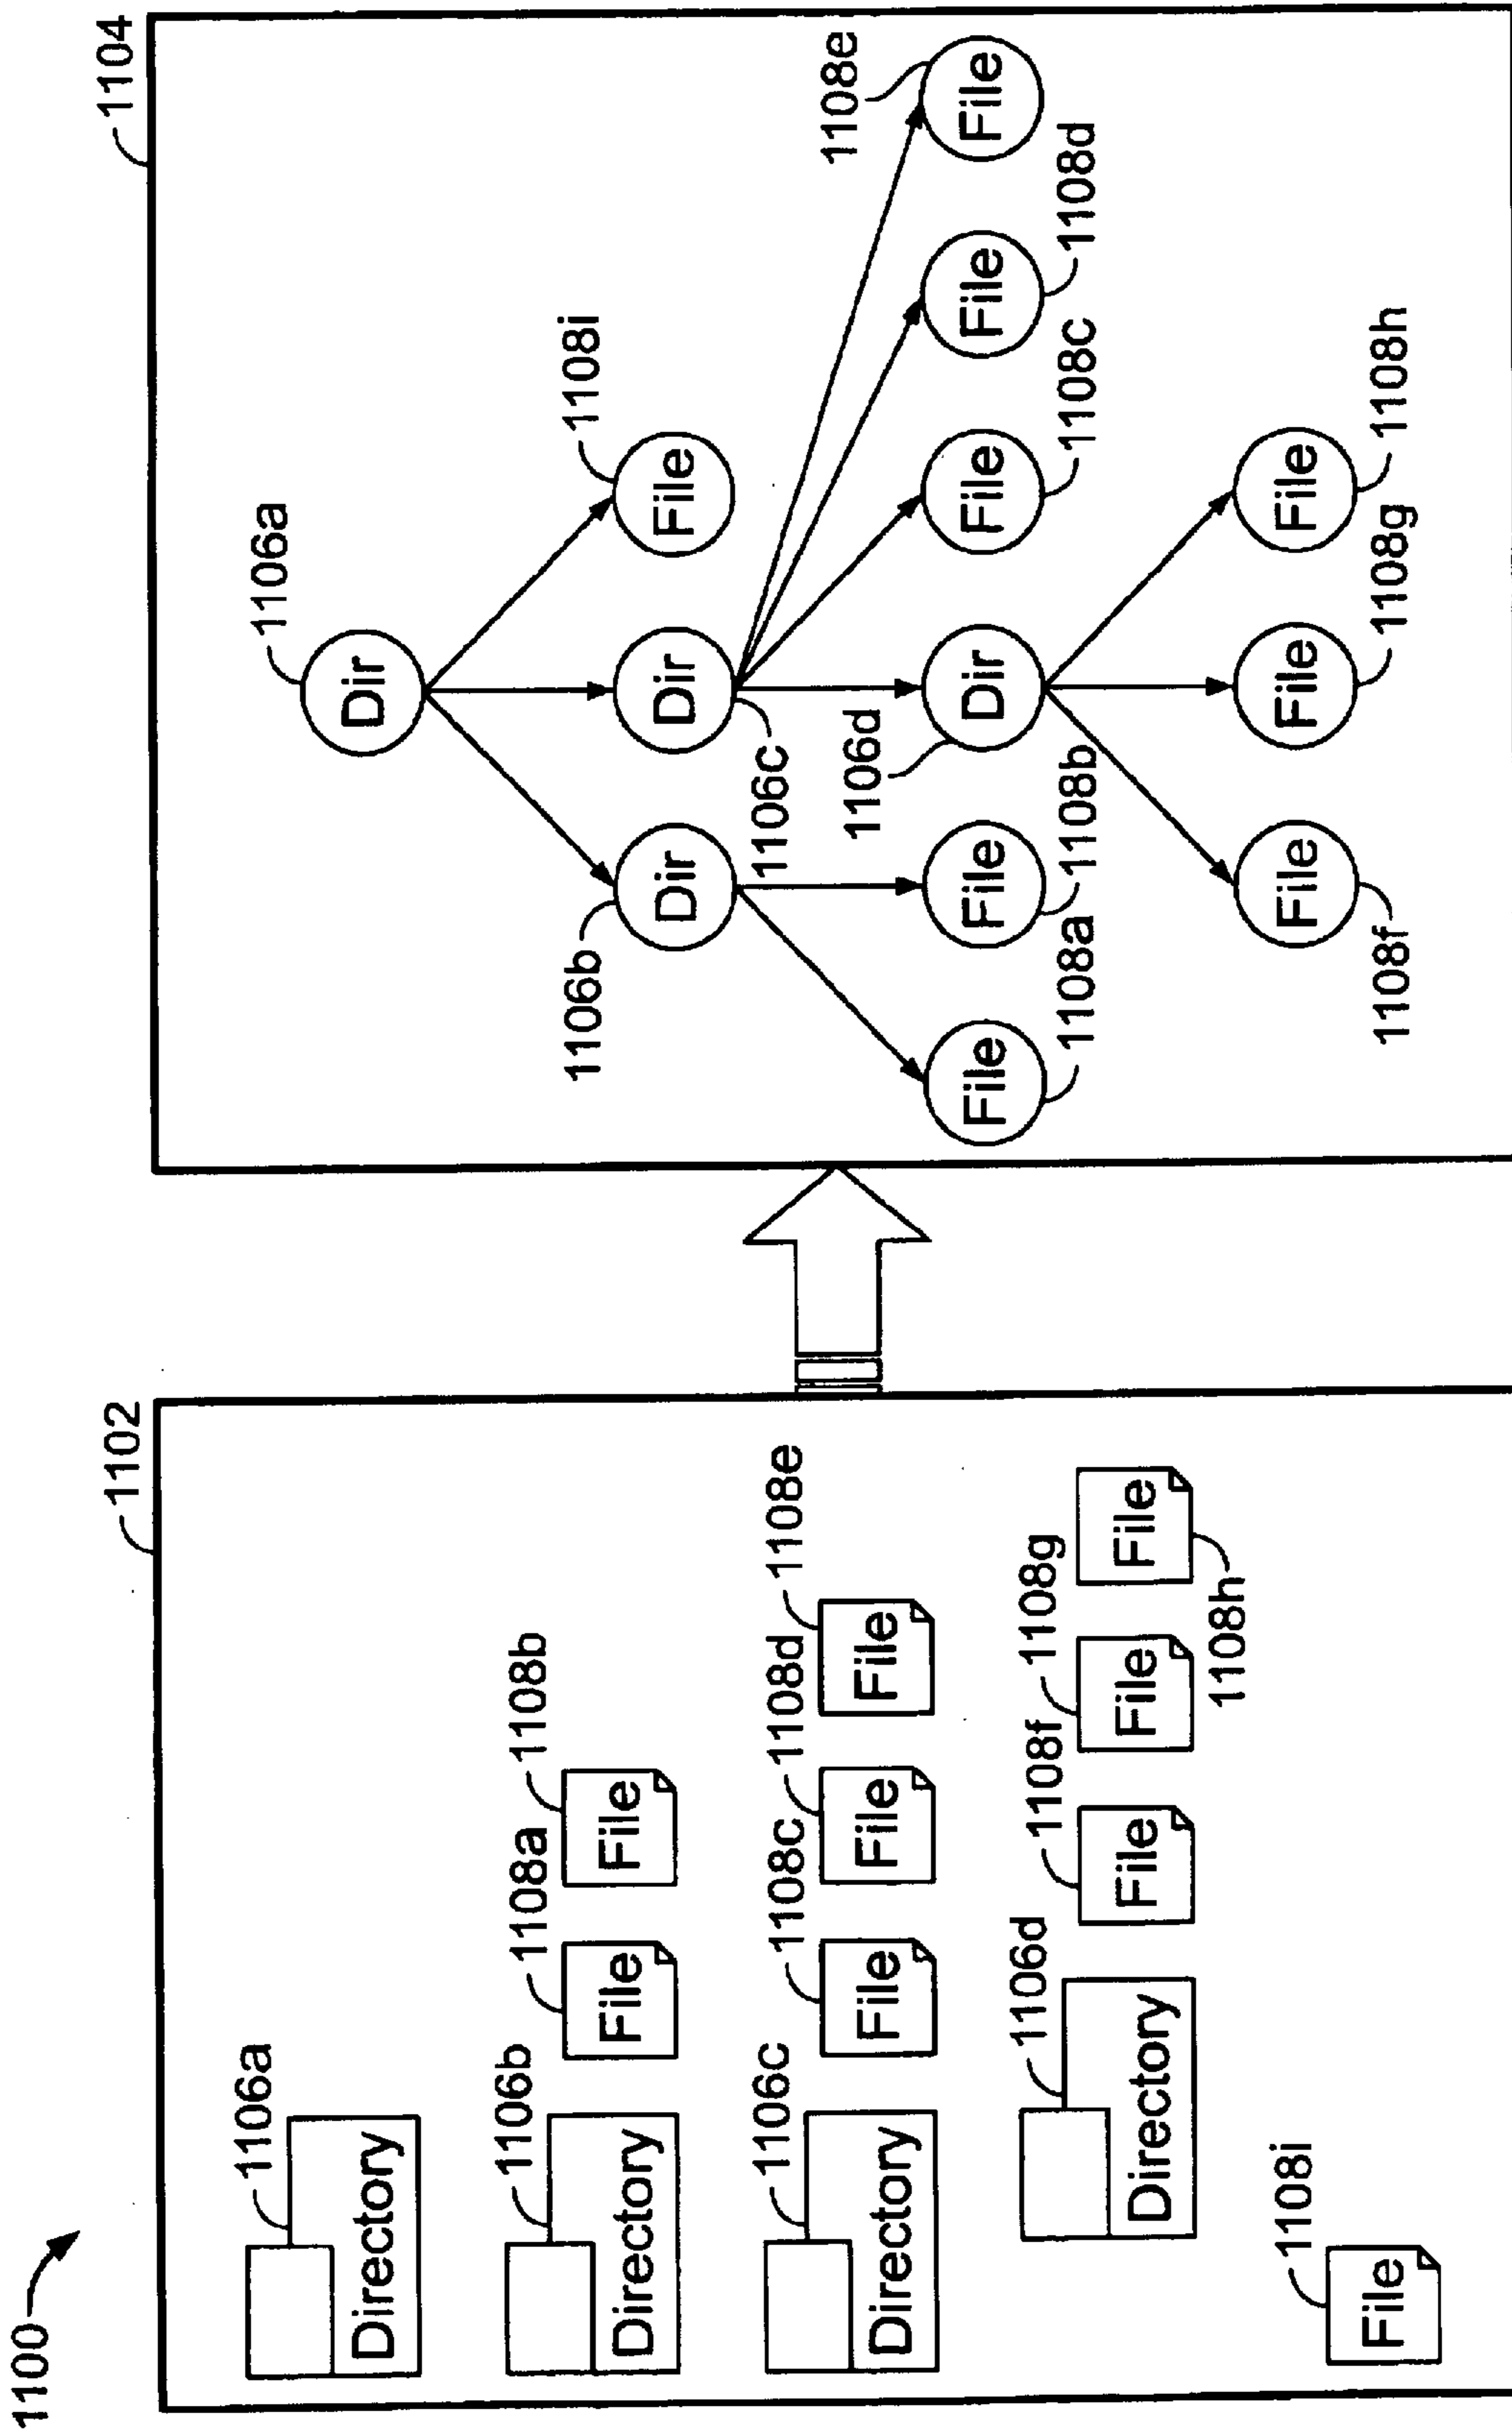 1100
1102
1106a
Directory
1106b
1108a
1108b
Directory
File
File
1106c
1108c
1108d
1108e
Directory
File
File
File
1106d
1108f
1108g
Directory
File
File
File
1108h
1108i
File
1104
1106a
Dir
1108i
1106b
Dir
Dir
File
1106c
1108e
1106d
File
File
Dir
File
File
File
1108a
1108b
1108c
1108d
File
File
File
1108f
1108g
1108h